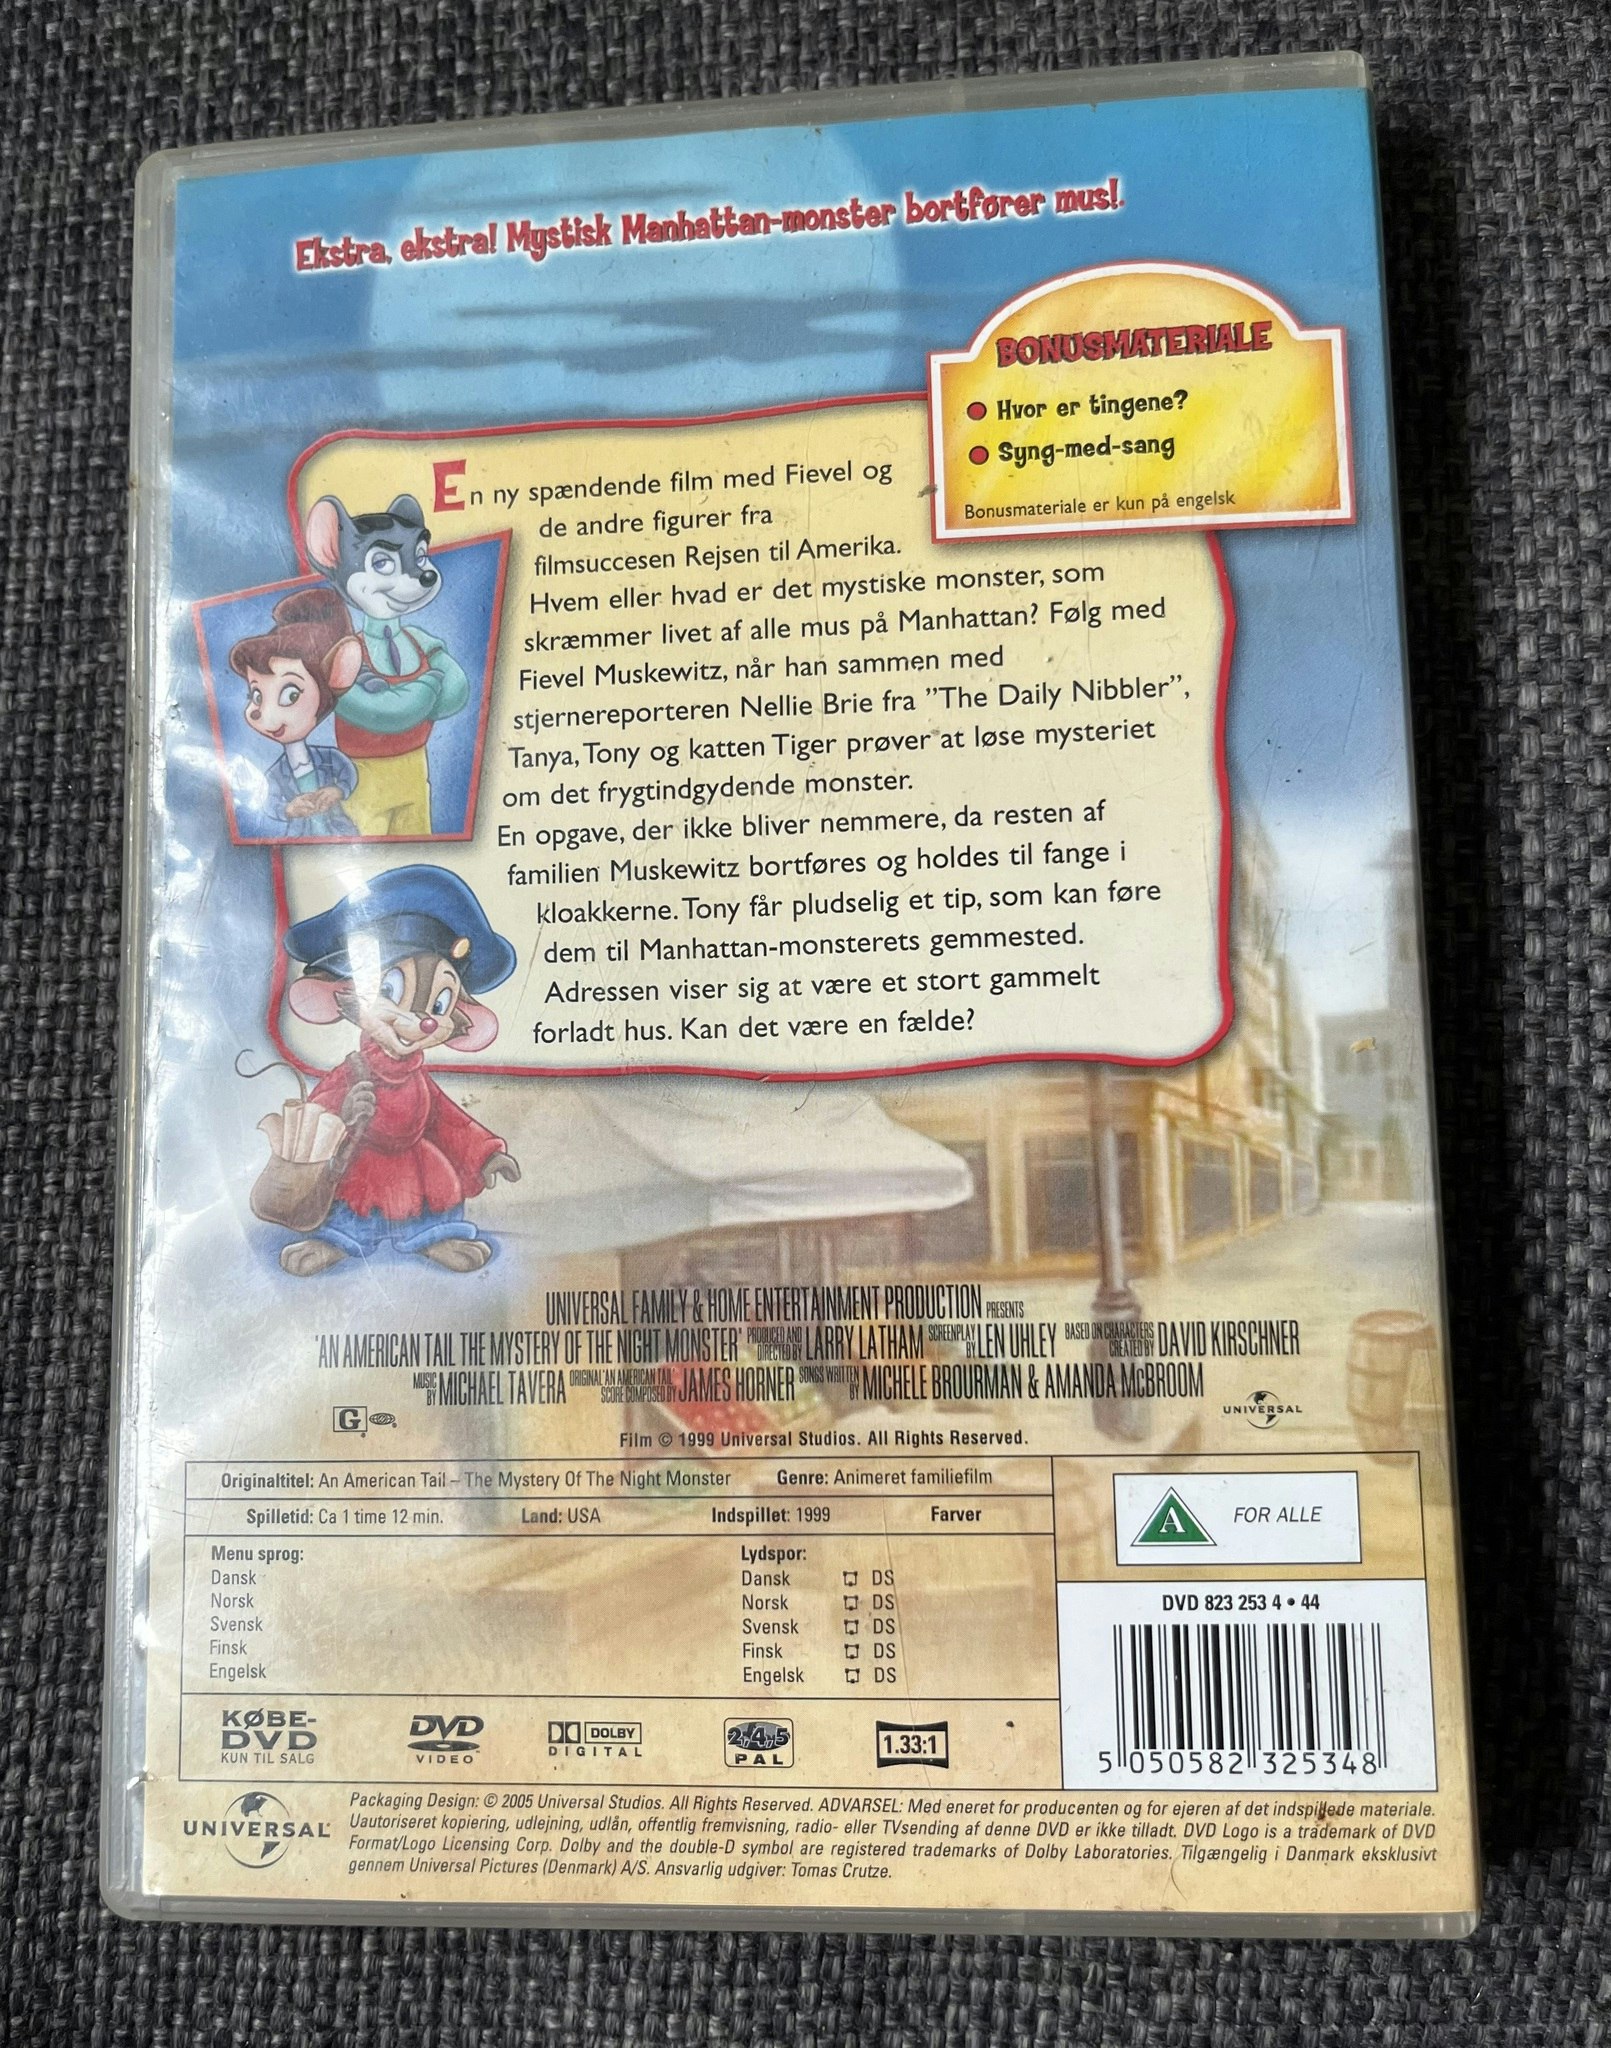 Ekstra, ekstra! Mystisk Manhattan-monster bortfører mus!.
BONUSMATERIALE
Hvor er tingene?
Syng-med-sang
Bonusmateriale er kun på engelsk
En ny spændende film med Fievel og
de andre figurer fra
filmsuccesen Rejsen til Amerika.
Hvem eller hvad er det mystiske monster, som
skræmmer livet af alle mus på Manhattan? Følg med
Fievel Muskewitz, når han sammen med
stjernereporteren Nellie Brie fra ”The Daily Nibbler”,
Tanya, Tony og katten Tiger prøver at løse mysteriet
om det frygtindgydende monster.
En opgave, der ikke bliver nemmere, da resten af
familien Muskewitz bortføres og holdes til fange i
kloakkerne. Tony får pludselig et tip, som kan føre
dem til Manhattan-monsterets gemmested.
Adressen viser sig at være et stort gammelt
forladt hus. Kan det være en fælde?
UNIVERSAL FAMILY & HOME ENTERTAINMENT PRODUCTION PRESENTS
'AN AMERICAN TAIL THE MYSTERY OF THE NIGHT MONSTER' PRODUCED AND DIRECTED BY LARRY LATHAM SCREENPLAY BY LEN UHLEY BASED ON CHARACTERS CREATED BY DAVID KIRSCHNER
MUSIC BY MICHAEL TAVERA ORIGINAL 'AN AMERICAN TAIL' SCORE COMPOSED BY JAMES HORNER SONGS WRITTEN BY MICHELE BROURMAN & AMANDA McBROOM
G
UNIVERSAL
Film © 1999 Universal Studios. All Rights Reserved.
Originaltitel: An American Tail – The Mystery Of The Night Monster Genre: Animeret familiefilm
Spilletid: Ca 1 time 12 min. Land: USA Indspillet: 1999 Farver
A FOR ALLE
Menu sprog: Lydspor:
Dansk Dansk DS
Norsk Norsk DS
Svensk Svensk DS
Finsk Finsk DS
Engelsk Engelsk DS
DVD 823 253 4 • 44
5 050582 325348
KØBE-
DVD
KUN TIL SALG
DVD
VIDEO
DOLBY
DIGITAL
2,4,5
PAL
1.33:1
UNIVERSAL
Packaging Design: © 2005 Universal Studios. All Rights Reserved. ADVARSEL: Med eneret for producenten og for ejeren af det indspillede materiale.
Uautoriseret kopiering, udlejning, udlån, offentlig fremvisning, radio- eller TVsending af denne DVD er ikke tilladt. DVD Logo is a trademark of DVD
Format/Logo Licensing Corp. Dolby and the double-D symbol are registered trademarks of Dolby Laboratories. Tilgængelig i Danmark eksklusivt
gennem Universal Pictures (Denmark) A/S. Ansvarlig udgiver: Tomas Crutze.